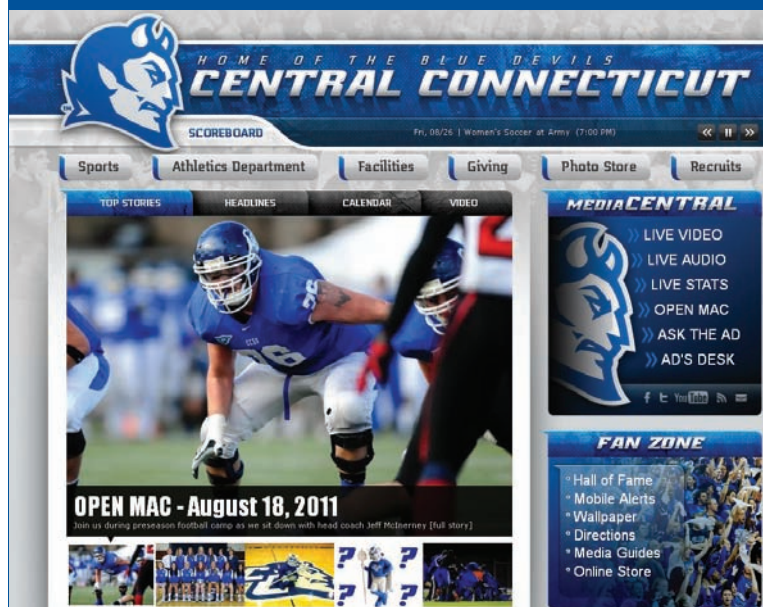 HOME OF THE BLUE DEVILS
CENTRAL CONNECTICUT
TM
SCOREBOARD
Fri, 08/26 | Women's Soccer at Army (7:00 PM)
Sports
Athletics Department
Facilities
Giving
Photo Store
Recruits
TOP STORIES
HEADLINES
CALENDAR
VIDEO
76
CCSU
OPEN MAC - August 18, 2011
Join us during preseason football camp as we sit down with head coach Jeff McInerney [full story]
? ?
? ?
MEDIACENTRAL
» LIVE VIDEO
» LIVE AUDIO
» LIVE STATS
» OPEN MAC
» ASK THE AD
» AD'S DESK
f t YouTube
FAN ZONE
Hall of Fame
Mobile Alerts
Wallpaper
Directions
Media Guides
Online Store